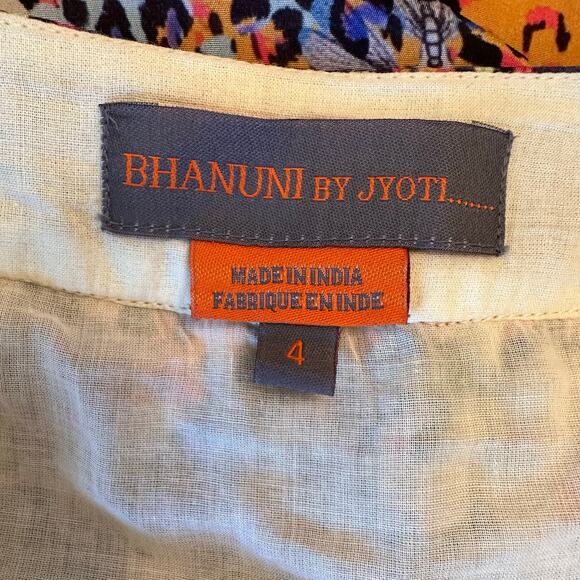 BHANUNI BY JYOTI.......
MADE IN INDIA
FABRIQUE EN INDE
4